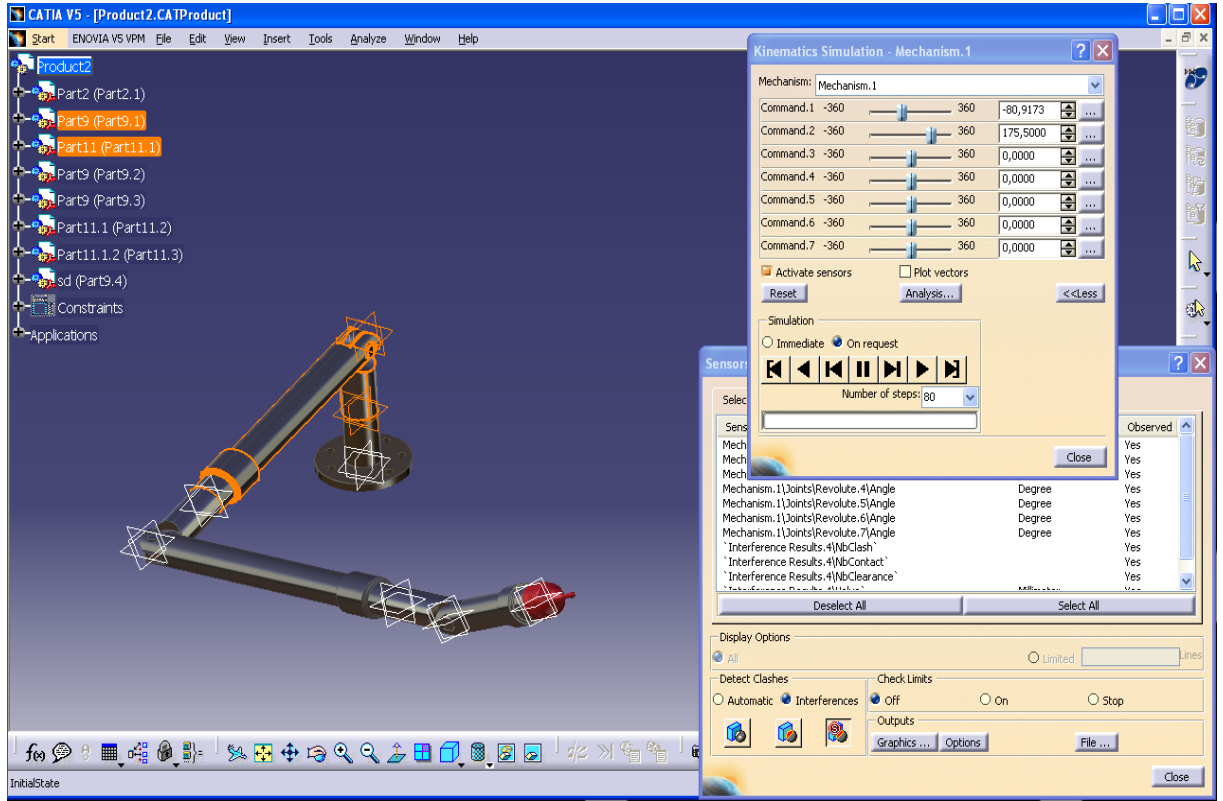 CATIA V5 - [Product2.CATProduct]
Start ENOVIA V5 VPM File Edit View Insert Tools Analyze Window Help
Product2
Part2 (Part2.1)
Part9 (Part9.1)
Part11 (Part11.1)
Part9 (Part9.2)
Part9 (Part9.3)
Part11.1 (Part11.2)
Part11.1.2 (Part11.3)
sd (Part9.4)
Constraints
Applications
Kinematics Simulation - Mechanism.1
Mechanism: Mechanism.1
Command.1 -360 360 -80,9173 ...
Command.2 -360 360 175,5000 ...
Command.3 -360 360 0,0000 ...
Command.4 -360 360 0,0000 ...
Command.5 -360 360 0,0000 ...
Command.6 -360 360 0,0000 ...
Command.7 -360 360 0,0000 ...
Activate sensors Plot vectors
Reset Analysis... <<Less
Simulation
Immediate On request
Number of steps: 80
Close
Sensors
Selec
Sens Observed
Mech Yes
Mech Yes
Mech Yes
Mechanism.1\Joints\Revolute.4\Angle Degree Yes
Mechanism.1\Joints\Revolute.5\Angle Degree Yes
Mechanism.1\Joints\Revolute.6\Angle Degree Yes
Mechanism.1\Joints\Revolute.7\Angle Degree Yes
`Interference Results.4\NbClash` Yes
`Interference Results.4\NbContact` Yes
`Interference Results.4\NbClearance` Yes
Deselect All Select All
Display Options
All Limited Lines
Detect Clashes Check Limits
Automatic Interferences Off On Stop
Outputs
Graphics ... Options File ...
Close
f(x)
InitialState